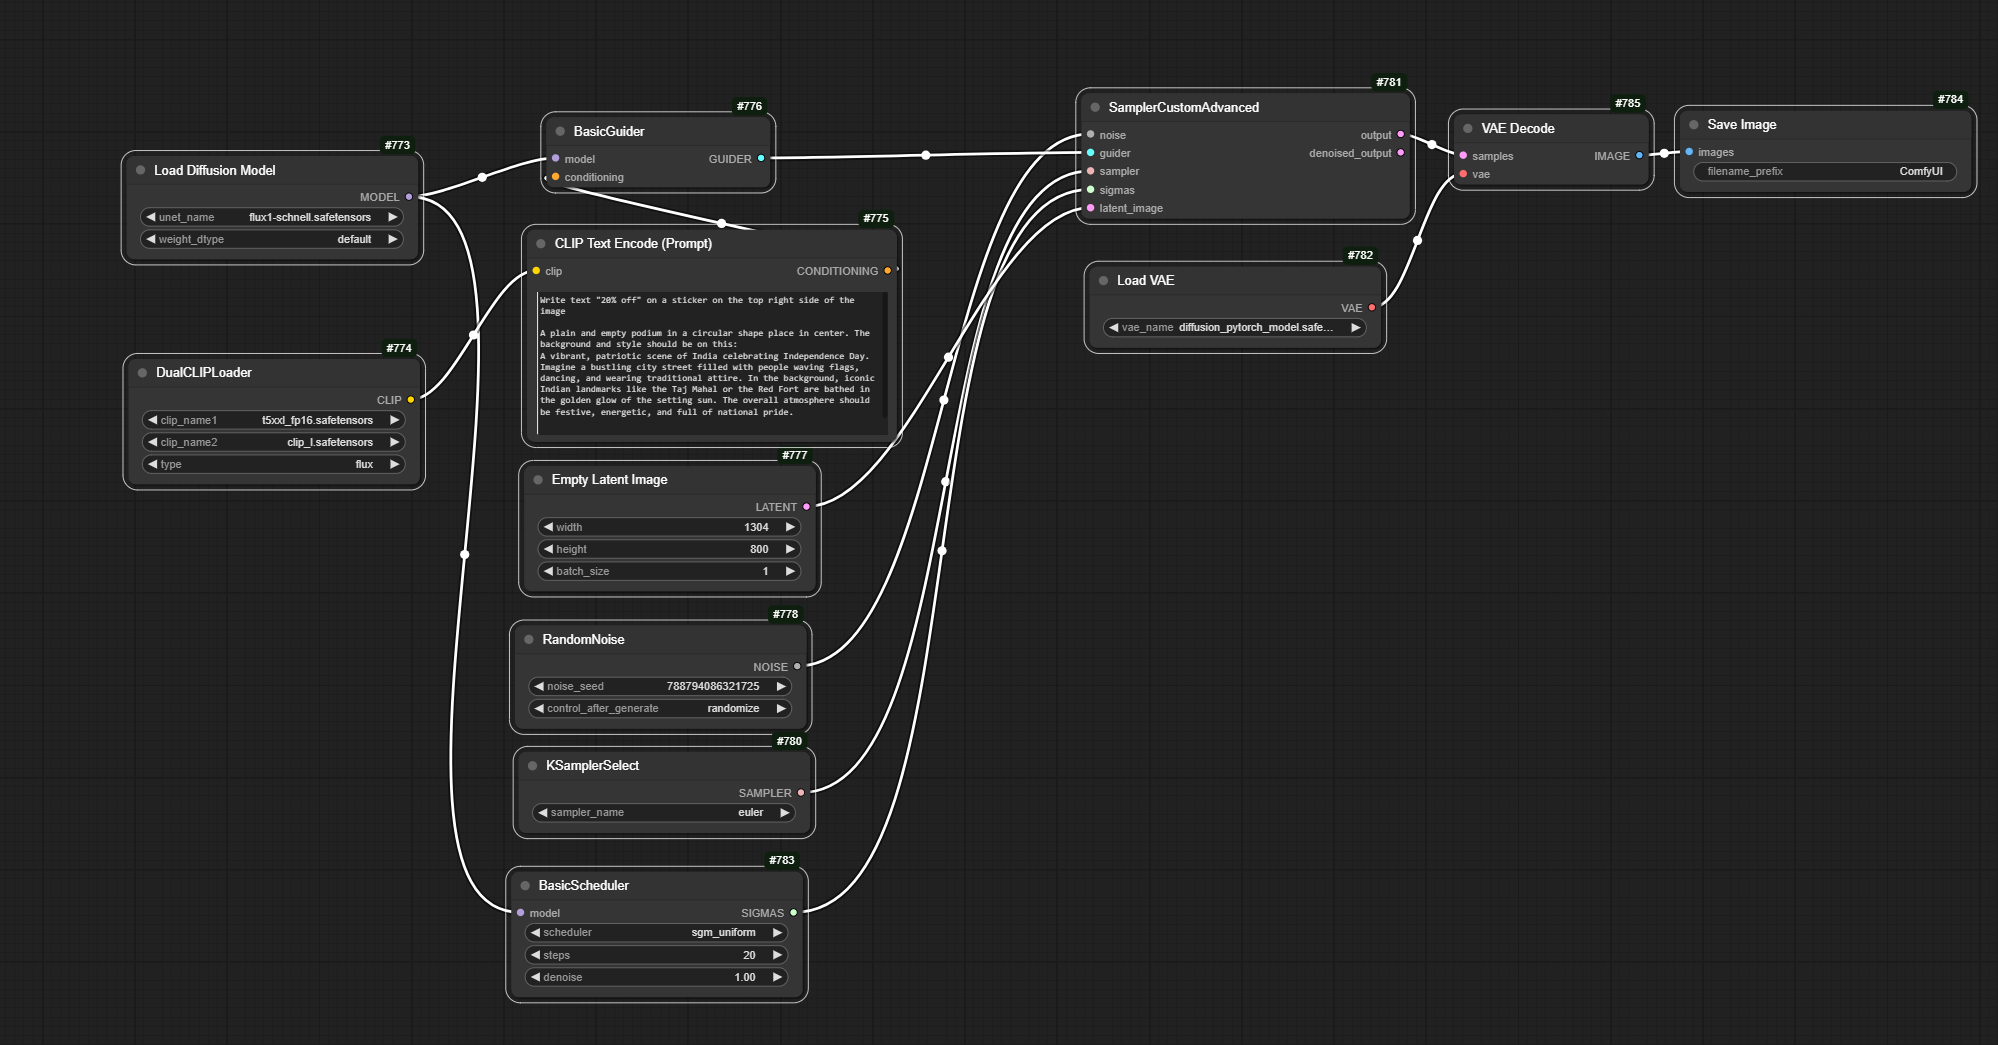 #773
Load Diffusion Model
MODEL
unet_name flux1-schnell.safetensors
weight_dtype default
#774
DualCLIPLoader
CLIP
clip_name1 t5xxl_fp16.safetensors
clip_name2 clip_l.safetensors
type flux
#776
BasicGuider
model GUIDER
conditioning
#775
CLIP Text Encode (Prompt)
clip CONDITIONING
Write text "20% off" on a sticker on the top right side of the
image
A plain and empty podium in a circular shape place in center. The
background and style should be on this:
A vibrant, patriotic scene of India celebrating Independence Day.
Imagine a bustling city street filled with people waving flags,
dancing, and wearing traditional attire. In the background, iconic
Indian landmarks like the Taj Mahal or the Red Fort are bathed in
the golden glow of the setting sun. The overall atmosphere should
be festive, energetic, and full of national pride.
#777
Empty Latent Image
LATENT
width 1304
height 800
batch_size 1
#778
RandomNoise
NOISE
noise_seed 788794086321725
control_after_generate randomize
#780
KSamplerSelect
SAMPLER
sampler_name euler
#783
BasicScheduler
model SIGMAS
scheduler sgm_uniform
steps 20
denoise 1.00
#781
SamplerCustomAdvanced
noise output
guider denoised_output
sampler
sigmas
latent_image
#782
Load VAE
VAE
vae_name diffusion_pytorch_model.safe...
#785
VAE Decode
samples IMAGE
vae
#784
Save Image
images
filename_prefix ComfyUI